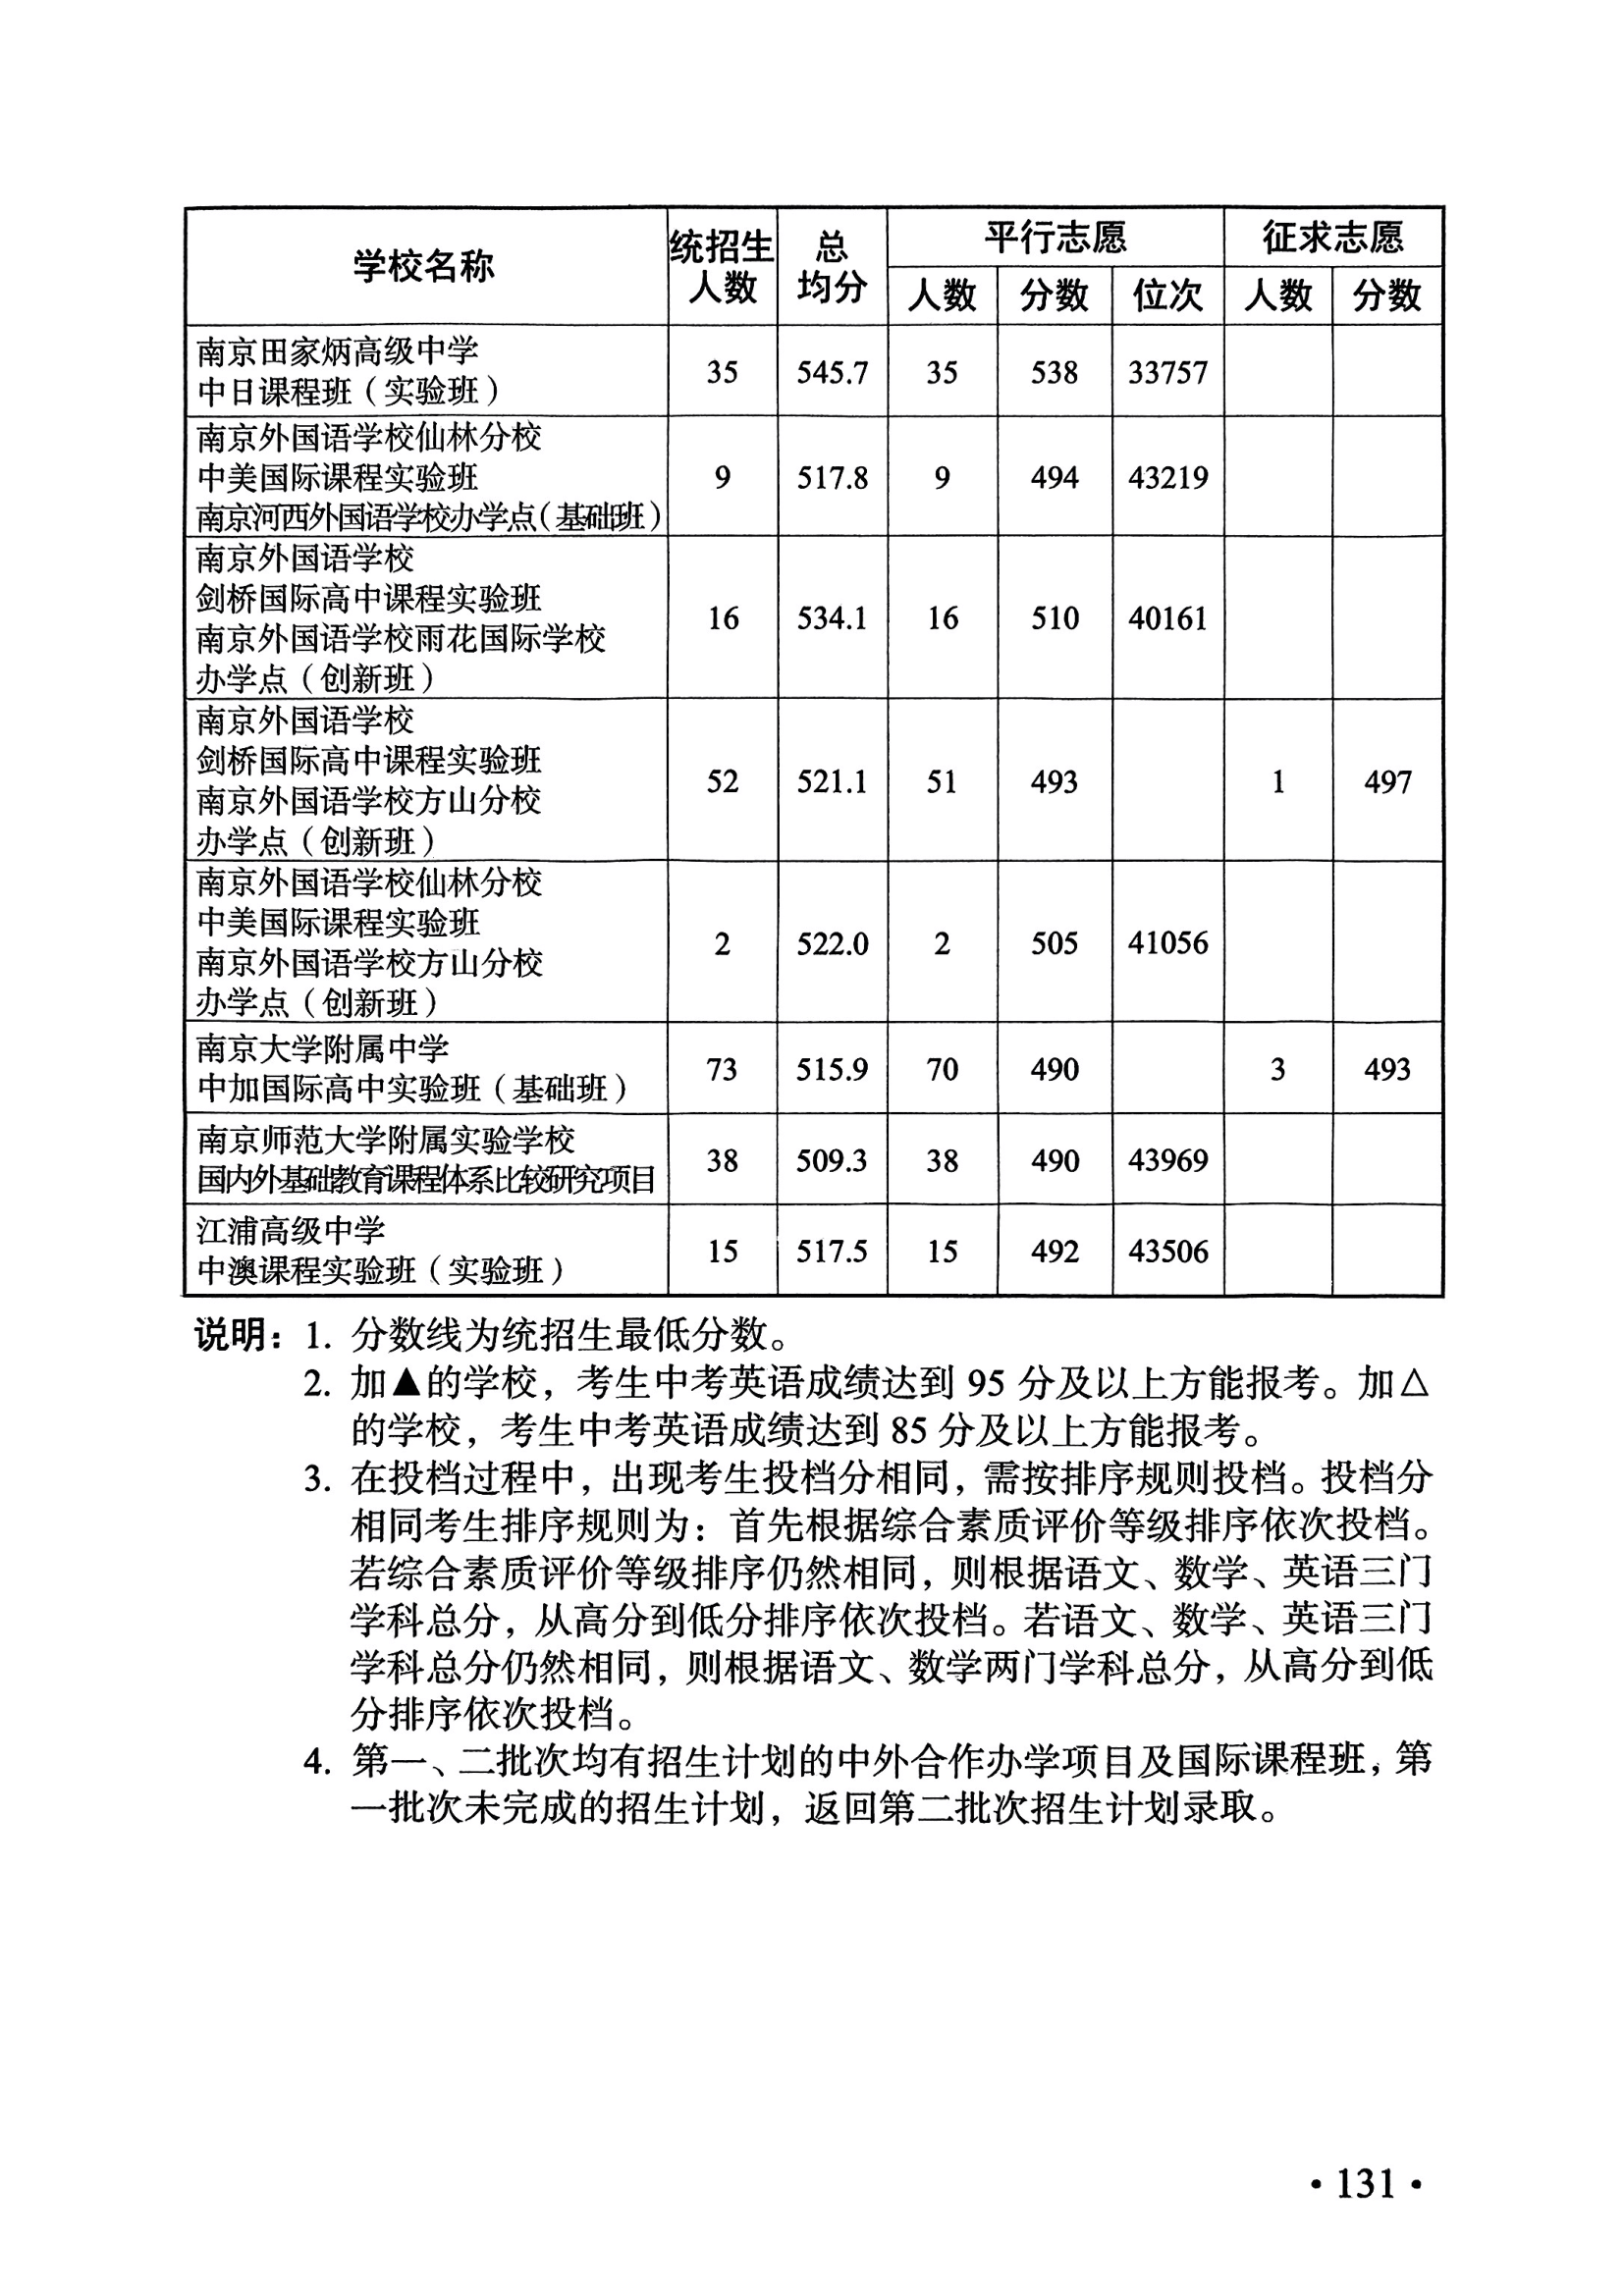 学校名称 统招生人数 总均分 平行志愿 征求志愿
人数 分数 位次 人数 分数
南京田家炳高级中学
中日课程班（实验班） 35 545.7 35 538 33757
南京外国语学校仙林分校
中美国际课程实验班 9 517.8 9 494 43219
南京河西外国语学校办学点（基础班）
南京外国语学校
剑桥国际高中课程实验班
南京外国语学校雨花国际学校 16 534.1 16 510 40161
办学点（创新班）
南京外国语学校
剑桥国际高中课程实验班
南京外国语学校方山分校 52 521.1 51 493 1 497
办学点（创新班）
南京外国语学校仙林分校
中美国际课程实验班
南京外国语学校方山分校 2 522.0 2 505 41056
办学点（创新班）
南京大学附属中学
中加国际高中实验班（基础班） 73 515.9 70 490 3 493
南京师范大学附属实验学校
国内外基础教育课程体系比较研究项目 38 509.3 38 490 43969
江浦高级中学
中澳课程实验班（实验班） 15 517.5 15 492 43506
说明：1. 分数线为统招生最低分数。
2. 加▲的学校，考生中考英语成绩达到 95 分及以上方能报考。加△
的学校，考生中考英语成绩达到 85 分及以上方能报考。
3. 在投档过程中，出现考生投档分相同，需按排序规则投档。投档分
相同考生排序规则为：首先根据综合素质评价等级排序依次投档。
若综合素质评价等级排序仍然相同，则根据语文、数学、英语三门
学科总分，从高分到低分排序依次投档。若语文、数学、英语三门
学科总分仍然相同，则根据语文、数学两门学科总分，从高分到低
分排序依次投档。
4. 第一、二批次均有招生计划的中外合作办学项目及国际课程班，第
一批次未完成的招生计划，返回第二批次招生计划录取。
·131·